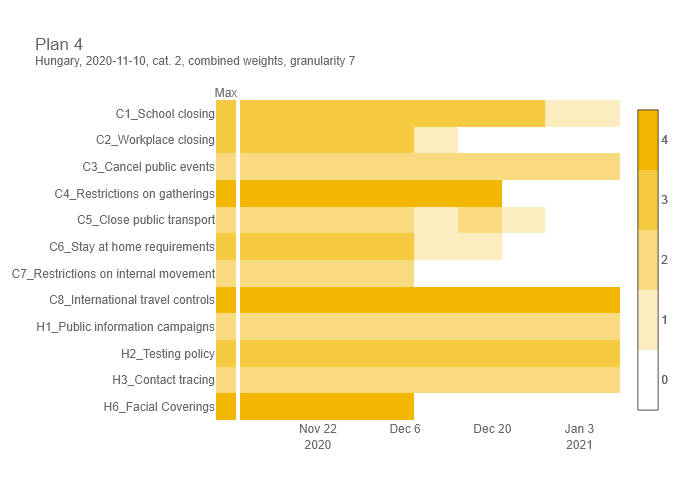 Plan 4
Hungary, 2020-11-10, cat. 2, combined weights, granularity 7
Max
C1_School closing
C2_Workplace closing
C3_Cancel public events
C4_Restrictions on gatherings
C5_Close public transport
C6_Stay at home requirements
C7_Restrictions on internal movement
C8_International travel controls
H1_Public information campaigns
H2_Testing policy
H3_Contact tracing
H6_Facial Coverings
4
3
2
1
0
Nov 22 Dec 6 Dec 20 Jan 3
2020 2021